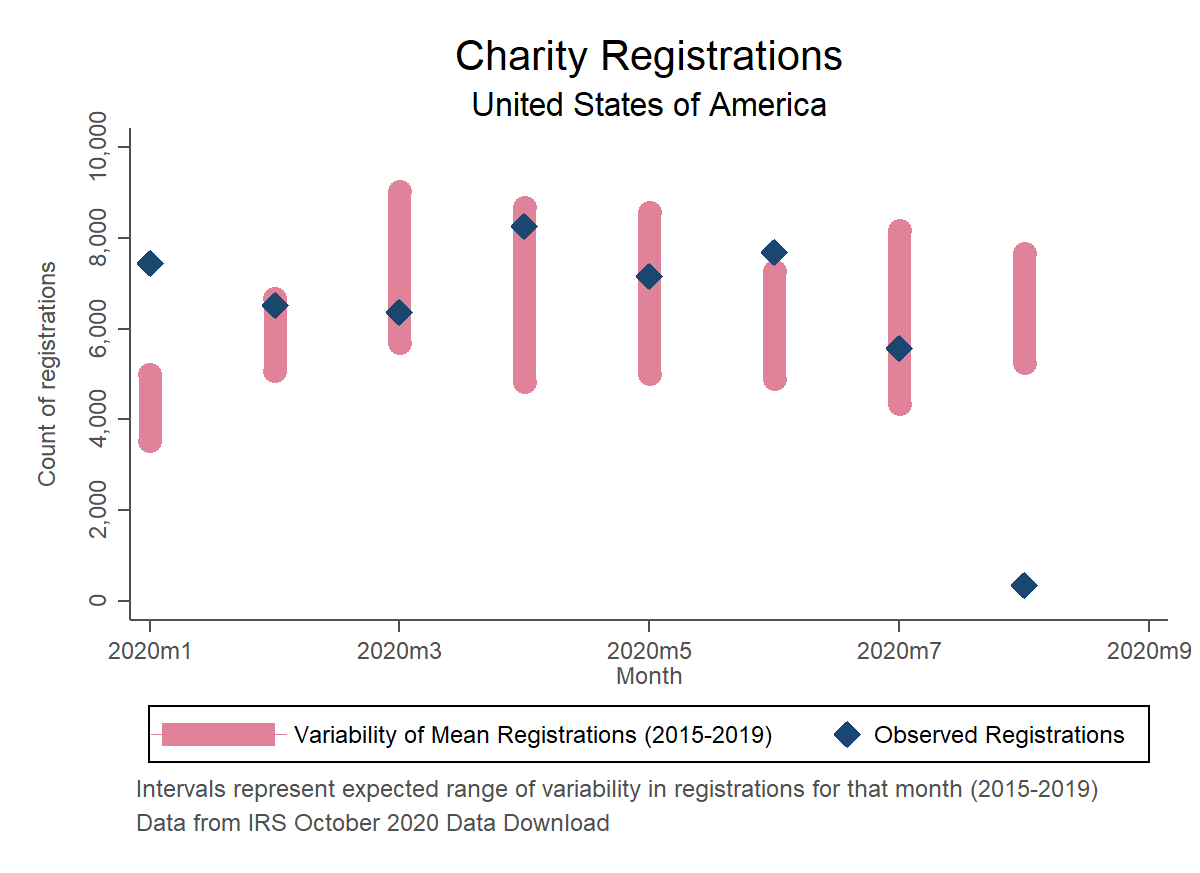 Charity Registrations
United States of America
Count of registrations
10,000
8,000
6,000
4,000
2,000
0
2020m1
2020m3
2020m5
2020m7
2020m9
Month
Variability of Mean Registrations (2015-2019)
Observed Registrations
Intervals represent expected range of variability in registrations for that month (2015-2019)
Data from IRS October 2020 Data Download